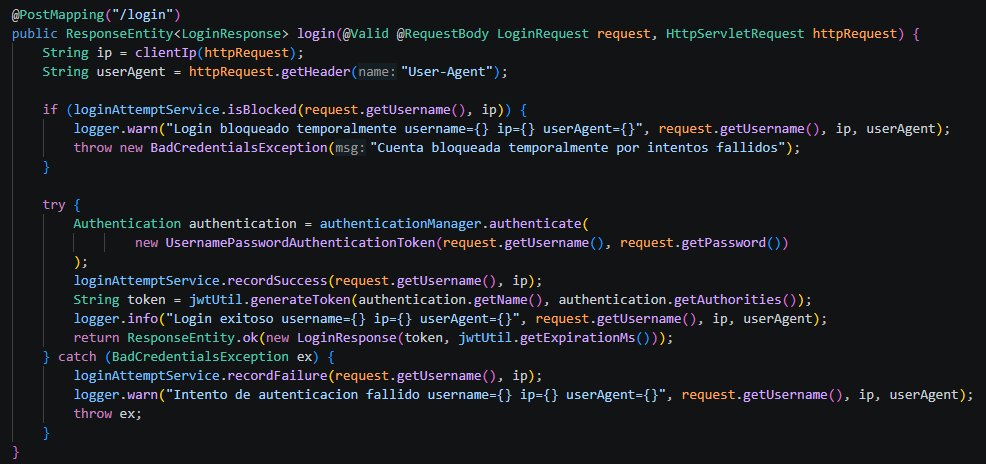 @PostMapping("/login")
public ResponseEntity<LoginResponse> login(@Valid @RequestBody LoginRequest request, HttpServletRequest httpRequest) {
    String ip = clientIp(httpRequest);
    String userAgent = httpRequest.getHeader(name: "User-Agent");

    if (loginAttemptService.isBlocked(request.getUsername(), ip)) {
        logger.warn("Login bloqueado temporalmente username={} ip={} userAgent={}", request.getUsername(), ip, userAgent);
        throw new BadCredentialsException(msg: "Cuenta bloqueada temporalmente por intentos fallidos");
    }

    try {
        Authentication authentication = authenticationManager.authenticate(
                new UsernamePasswordAuthenticationToken(request.getUsername(), request.getPassword())
        );
        loginAttemptService.recordSuccess(request.getUsername(), ip);
        String token = jwtUtil.generateToken(authentication.getName(), authentication.getAuthorities());
        logger.info("Login exitoso username={} ip={} userAgent={}", request.getUsername(), ip, userAgent);
        return ResponseEntity.ok(new LoginResponse(token, jwtUtil.getExpirationMs()));
    } catch (BadCredentialsException ex) {
        loginAttemptService.recordFailure(request.getUsername(), ip);
        logger.warn("Intento de autenticacion fallido username={} ip={} userAgent={}", request.getUsername(), ip, userAgent);
        throw ex;
    }
}